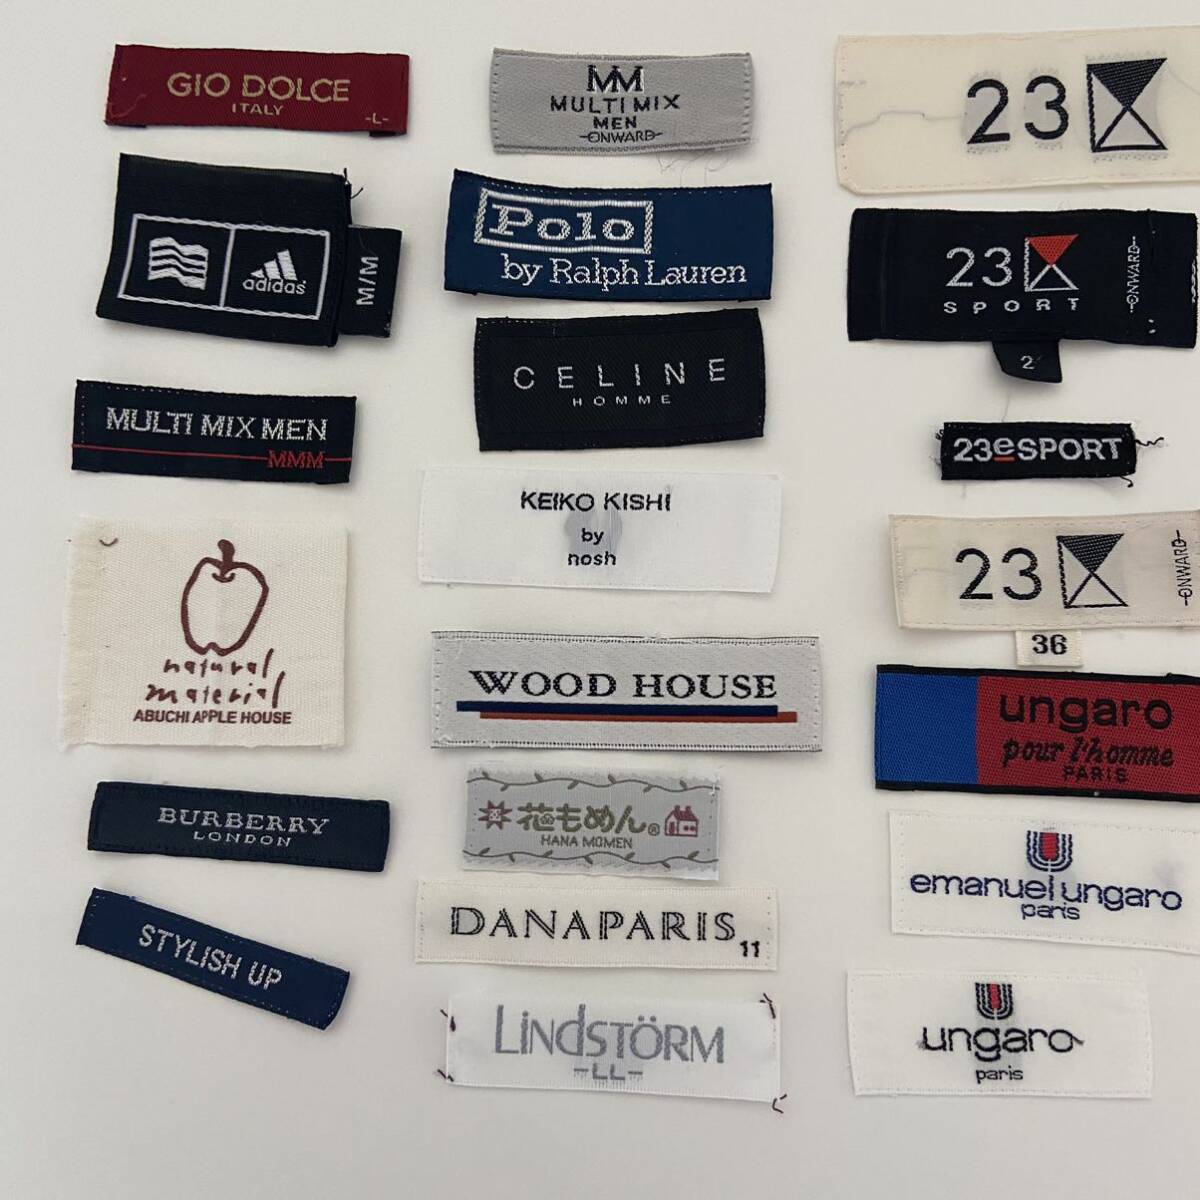 GIO DOLCE
ITALY
-L-
adidas
M/M
MULTI MIX MEN
MMM
natural
material
ABUCHI APPLE HOUSE
BURBERRY
LONDON
STYLISH UP
MM
MULTI MIX
MEN
ONWARD
Polo
by Ralph Lauren
CELINE
HOMME
KEIKO KISHI
by
nosh
WOOD HOUSE
花もめん®
HANA MOMEN
DANAPARIS
11
LiNdSTÖRM
-LL-
23
23
SPORT
ONWARD
2
23eSPORT
23
ONWARD
36
ungaro
pour l'homme
PARIS
emanuel ungaro
paris
ungaro
paris